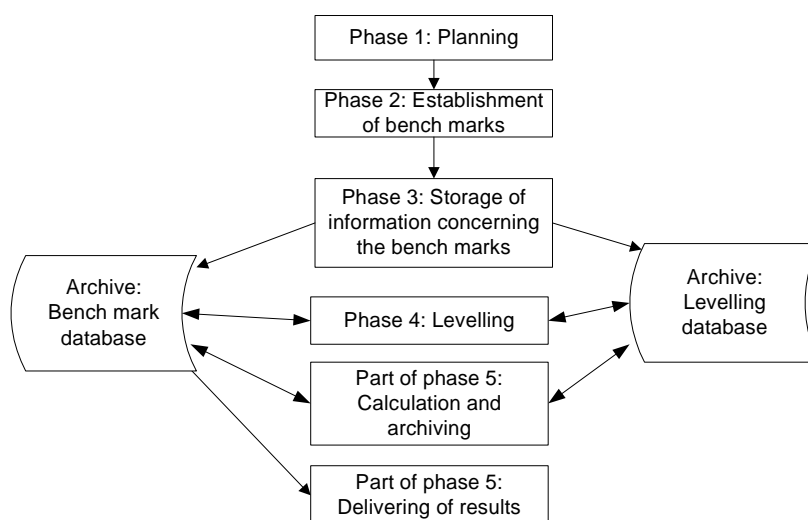 Phase 1: Planning
Phase 2: Establishment
of bench marks
Phase 3: Storage of
information concerning
the bench marks
Archive:
Bench mark
database
Archive:
Levelling
database
Phase 4: Levelling
Part of phase 5:
Calculation and
archiving
Part of phase 5:
Delivering of results